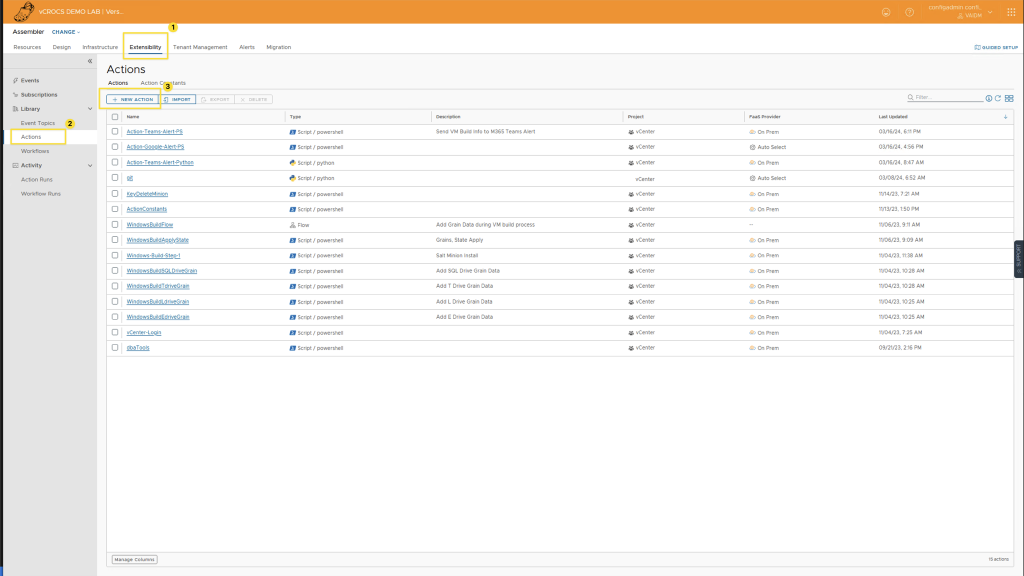 vCROCS DEMO LAB | Vers...
Assembler CHANGE
1
Resources Design Infrastructure Extensibility Tenant Management Alerts Migration GUIDED SETUP
Events
Subscriptions
Library
Event Topics 2
Actions
Workflows
Activity
Action Runs
Workflow Runs
Actions
Actions Action Constants
3
+ NEW ACTION IMPORT EXPORT DELETE Filter...
Name Type Description Project FaaS Provider Last Updated
Action-Teams-Alert-PS Script / powershell Send VM Build Info to M365 Teams Alert vCenter On Prem 03/16/24, 6:11 PM
Action-Google-Alert-PS Script / powershell vCenter Auto Select 03/16/24, 4:56 PM
Action-Teams-Alert-Python Script / python vCenter On Prem 03/16/24, 8:47 AM
git Script / python vCenter Auto Select 03/08/24, 6:52 AM
KeyDeleteMinion Script / powershell vCenter On Prem 11/14/23, 7:21 AM
ActionConstants Script / powershell vCenter On Prem 11/13/23, 1:50 PM
WindowsBuildFlow Flow Add Grain Data during VM build process vCenter -- 11/06/23, 9:11 AM
WindowsBuildApplyState Script / powershell Grains, State Apply vCenter On Prem 11/06/23, 9:09 AM
Windows-Build-Step-1 Script / powershell Salt Minion Install vCenter On Prem 11/04/23, 11:38 AM
WindowsBuildSQLDriveGrain Script / powershell Add SQL Drive Grain Data vCenter On Prem 11/04/23, 10:28 AM
WindowsBuildTdriveGrain Script / powershell Add T Drive Grain Data vCenter On Prem 11/04/23, 10:28 AM
WindowsBuildLdriveGrain Script / powershell Add L Drive Grain Data vCenter On Prem 11/04/23, 10:25 AM
WindowsBuildEdriveGrain Script / powershell Add E Drive Grain Data vCenter On Prem 11/04/23, 10:25 AM
vCenter-Login Script / powershell vCenter On Prem 11/04/23, 7:25 AM
dbaTools Script / powershell vCenter On Prem 09/21/23, 2:16 PM
SUPPORT
Manage Columns 15 actions